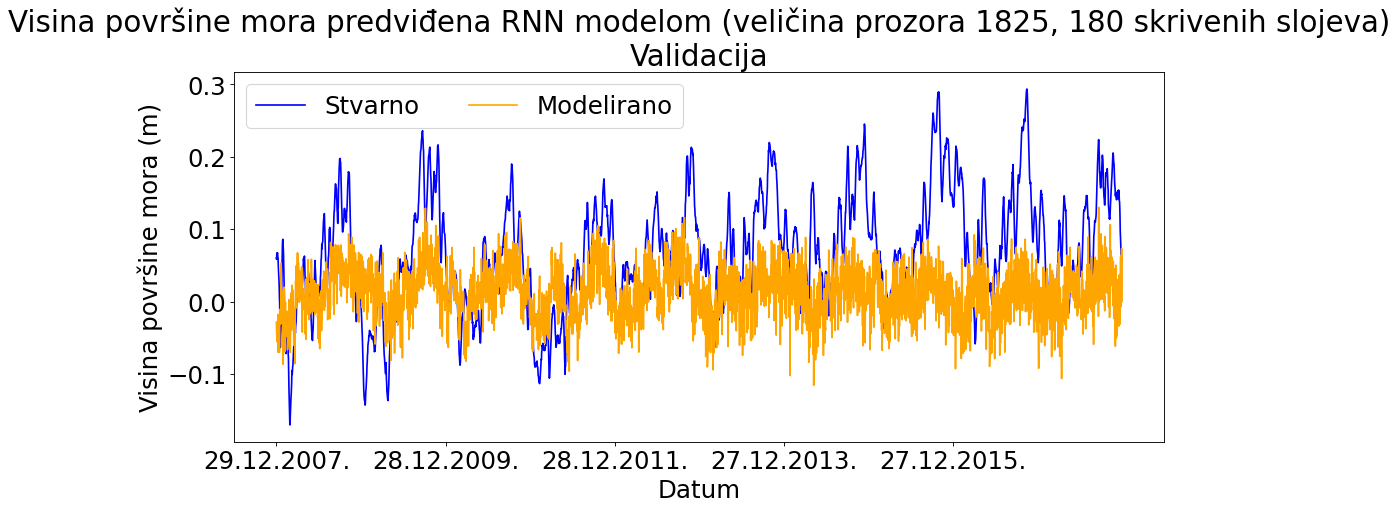 Visina površine mora predviđena RNN modelom (veličina prozora 1825, 180 skrivenih slojeva)
Validacija
Stvarno
Modelirano
Visina površine mora (m)
0.3
0.2
0.1
0.0
−0.1
29.12.2007.
28.12.2009.
28.12.2011.
27.12.2013.
27.12.2015.
Datum